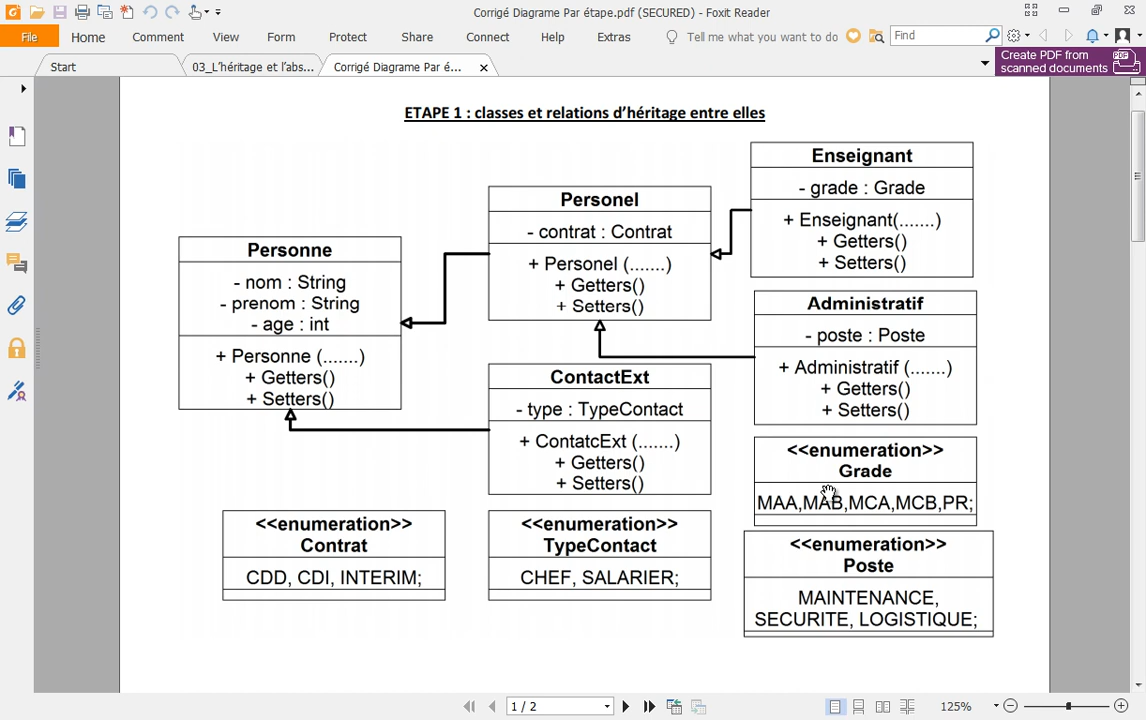 Corrigé Diagrame Par étape.pdf (SECURED) - Foxit Reader
File Home Comment View Form Protect Share Connect Help Extras Tell me what you want to do Find
Start 03_L'héritage et l'abs... Corrigé Diagrame Par é...
Create PDF from
scanned documents
ETAPE 1 : classes et relations d'héritage entre elles
Personne
- nom : String
- prenom : String
- age : int
+ Personne (.......)
+ Getters()
+ Setters()
Personel
- contrat : Contrat
+ Personel (.......)
+ Getters()
+ Setters()
Enseignant
- grade : Grade
+ Enseignant(.......)
+ Getters()
+ Setters()
Administratif
- poste : Poste
+ Administratif (.......)
+ Getters()
+ Setters()
ContactExt
- type : TypeContact
+ ContatcExt (.......)
+ Getters()
+ Setters()
<<enumeration>>
Grade
MAA,MAB,MCA,MCB,PR;
<<enumeration>>
Contrat
CDD, CDI, INTERIM;
<<enumeration>>
TypeContact
CHEF, SALARIER;
<<enumeration>>
Poste
MAINTENANCE,
SECURITE, LOGISTIQUE;
1 / 2
125%